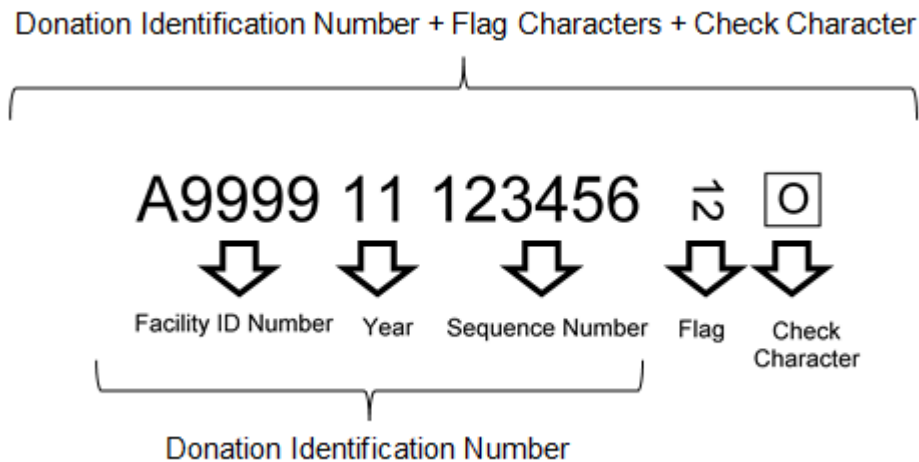 Donation Identification Number + Flag Characters + Check Character
A9999 11 123456 12 O
Facility ID Number Year Sequence Number Flag Check
Character
Donation Identification Number